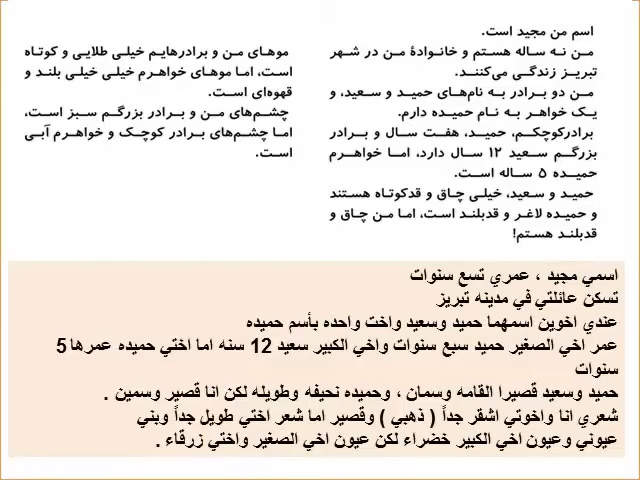 اسم من مجید است.
من نه ساله هستم و خانوادهٔ من در شهر
تبریز زندگی می‌کنند.
من دو برادر به نام‌های حمید و سعید، و
یک خواهر به نام حمیده دارم.
برادرکوچکم، حمید، هفت سال و برادر
بزرگم سعید ۱۲ سال دارد، اما خواهرم
حمیده ۵ ساله است.
حمید و سعید، خیلی چاق و قدکوتاه هستند
و حمیده لاغر و قدبلند است، اما من چاق و
قدبلند هستم!
موهای من و برادرهایم خیلی طلایی و کوتاه
است، اما موهای خواهرم خیلی خیلی بلند و
قهوه‌ای است.
چشم‌های من و برادر بزرگم سبز است،
اما چشم‌های برادر کوچک و خواهرم آبی
است.
اسمي مجيد ، عمري تسع سنوات
تسكن عائلتي في مدينه تبريز
عندي اخوين اسمهما حميد وسعيد واخت واحده بأسم حميده
عمر اخي الصغير حميد سبع سنوات واخي الكبير سعيد 12 سنه اما اختي حميده عمرها 5
سنوات
حميد وسعيد قصيرا القامه وسمان ، وحميده نحيفه وطويله لكن انا قصير وسمين .
شعري انا واخوتي اشقر جداً ( ذهبي ) وقصير اما شعر اختي طويل جداً وبني
عيوني وعيون اخي الكبير خضراء لكن عيون اخي الصغير واختي زرقاء .